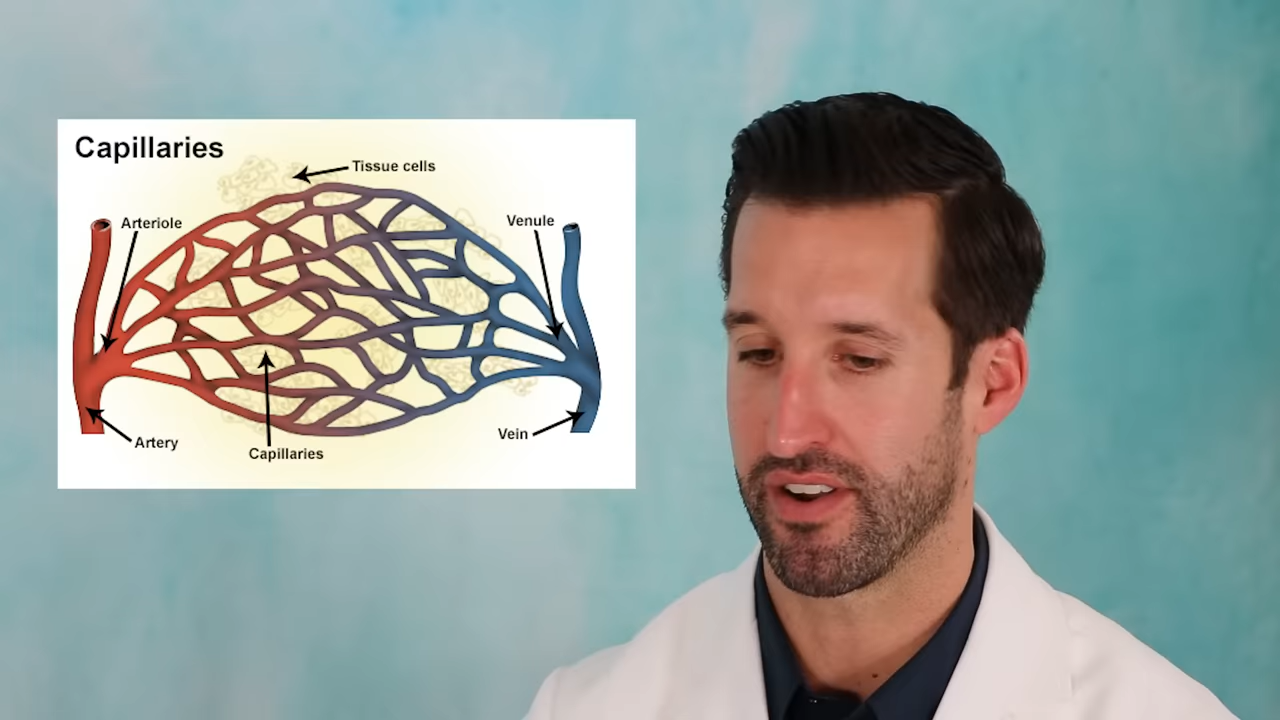 Capillaries
Tissue cells
Arteriole
Venule
Artery
Capillaries
Vein